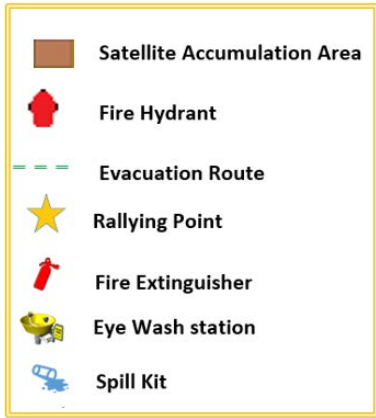 Satellite Accumulation Area
Fire Hydrant
Evacuation Route
Rallying Point
Fire Extinguisher
Eye Wash station
Spill Kit